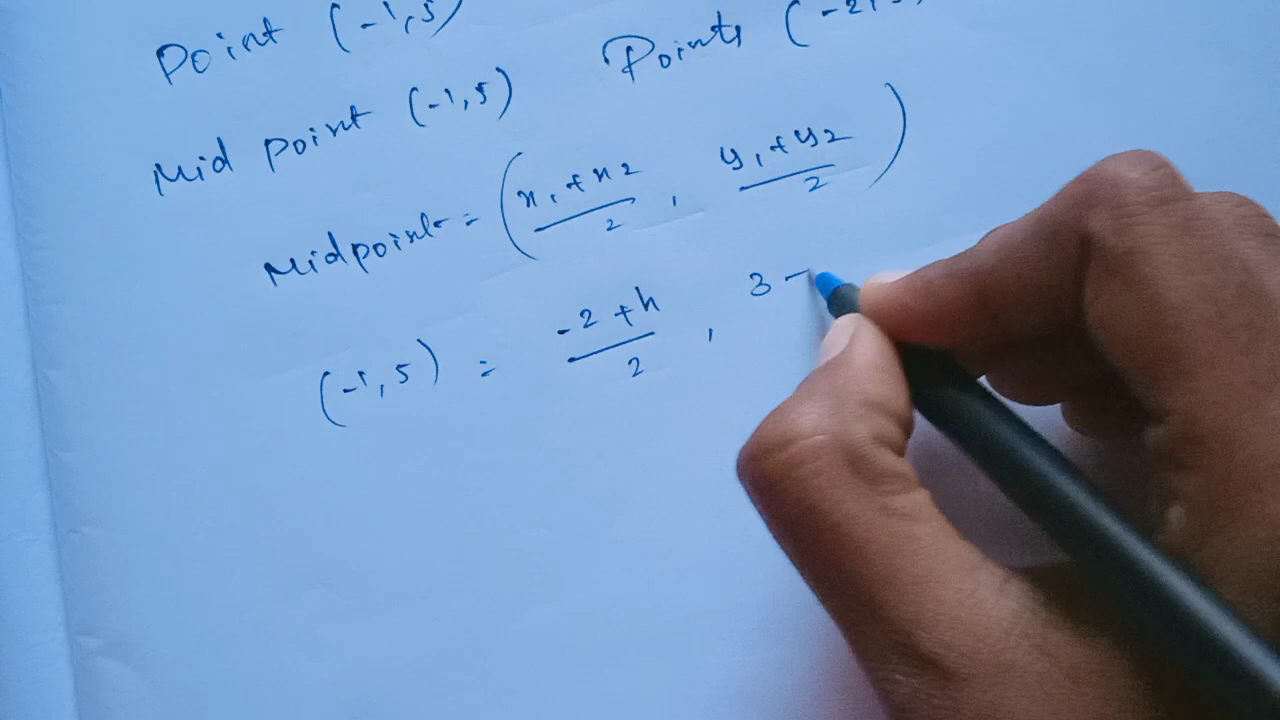 Point (-1,5)
Mid point (-1,5) Points (-2,
Midpoint = (x₁+x₂/2 , y₁+y₂/2)
(-1,5) = -2+h/2 , 3 -